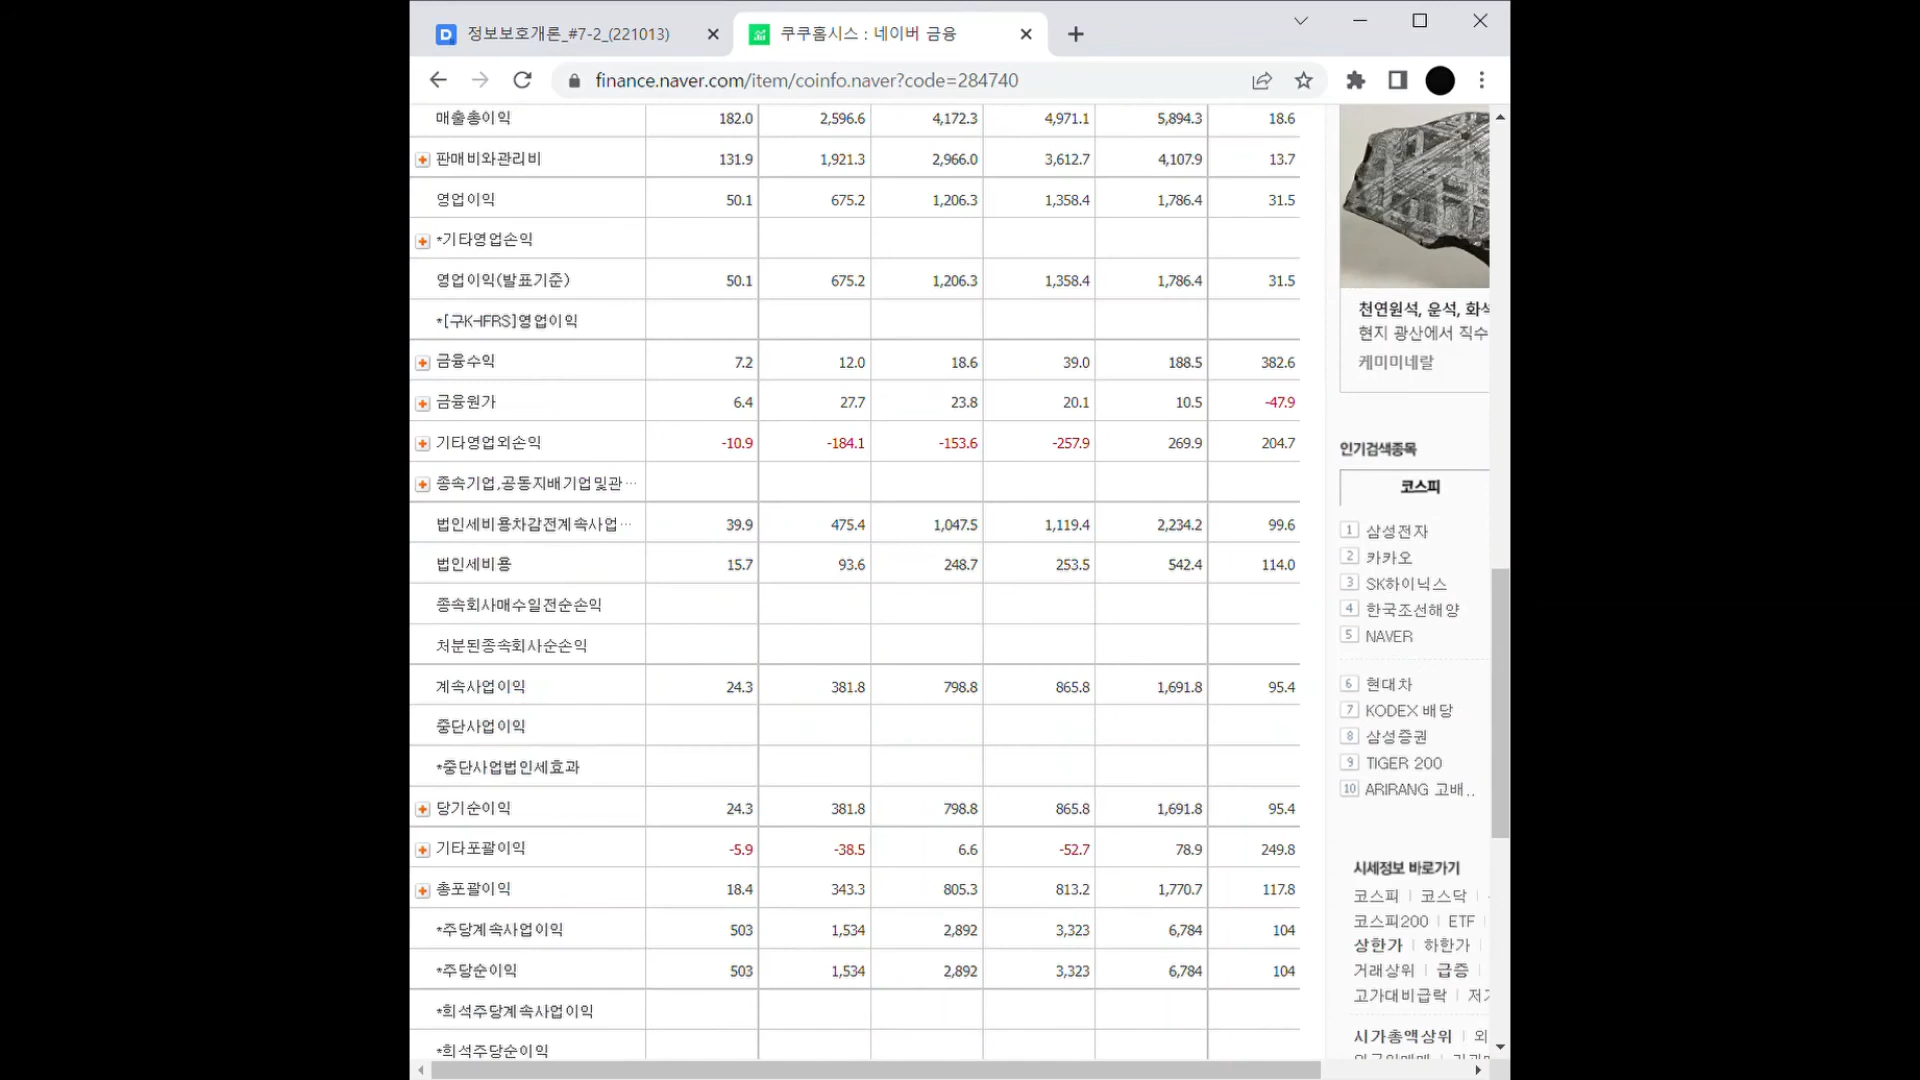 정보보호개론_#7-2_(221013)
쿠쿠홈시스 : 네이버 금융
finance.naver.com/item/coinfo.naver?code=284740
매출총이익 182.0 2,596.6 4,172.3 4,971.1 5,894.3 18.6
판매비와관리비 131.9 1,921.3 2,966.0 3,612.7 4,107.9 13.7
영업이익 50.1 675.2 1,206.3 1,358.4 1,786.4 31.5
*기타영업손익
영업이익(발표기준) 50.1 675.2 1,206.3 1,358.4 1,786.4 31.5
*[구K-IFRS]영업이익
금융수익 7.2 12.0 18.6 39.0 188.5 382.6
금융원가 6.4 27.7 23.8 20.1 10.5 -47.9
기타영업외손익 -10.9 -184.1 -153.6 -257.9 269.9 204.7
종속기업,공동지배기업및관…
법인세비용차감전계속사업… 39.9 475.4 1,047.5 1,119.4 2,234.2 99.6
법인세비용 15.7 93.6 248.7 253.5 542.4 114.0
종속회사매수일전순손익
처분된종속회사순손익
계속사업이익 24.3 381.8 798.8 865.8 1,691.8 95.4
중단사업이익
*중단사업법인세효과
당기순이익 24.3 381.8 798.8 865.8 1,691.8 95.4
기타포괄이익 -5.9 -38.5 6.6 -52.7 78.9 249.8
총포괄이익 18.4 343.3 805.3 813.2 1,770.7 117.8
*주당계속사업이익 503 1,534 2,892 3,323 6,784 104
*주당순이익 503 1,534 2,892 3,323 6,784 104
*희석주당계속사업이익
*희석주당순이익
천연원석, 운석, 화석
현지 광산에서 직수
케미미네랄
인기검색종목
코스피
1 삼성전자
2 카카오
3 SK하이닉스
4 한국조선해양
5 NAVER
6 현대차
7 KODEX 배당
8 삼성증권
9 TIGER 200
10 ARIRANG 고배..
시세정보 바로가기
코스피 | 코스닥 |
코스피200 | ETF |
상한가 | 하한가 |
거래상위 | 급증 |
고가대비급락 | 저가
시가총액상위 | 외